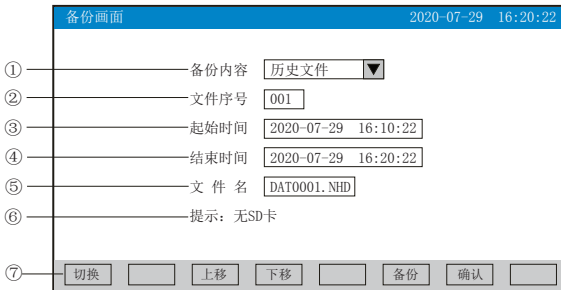 备份画面 2020-07-29 16:20:22
① 备份内容 历史文件
② 文件序号 001
③ 起始时间 2020-07-29 16:10:22
④ 结束时间 2020-07-29 16:20:22
⑤ 文 件 名 DAT0001.NHD
⑥ 提示: 无SD卡
⑦ 切换 上移 下移 备份 确认